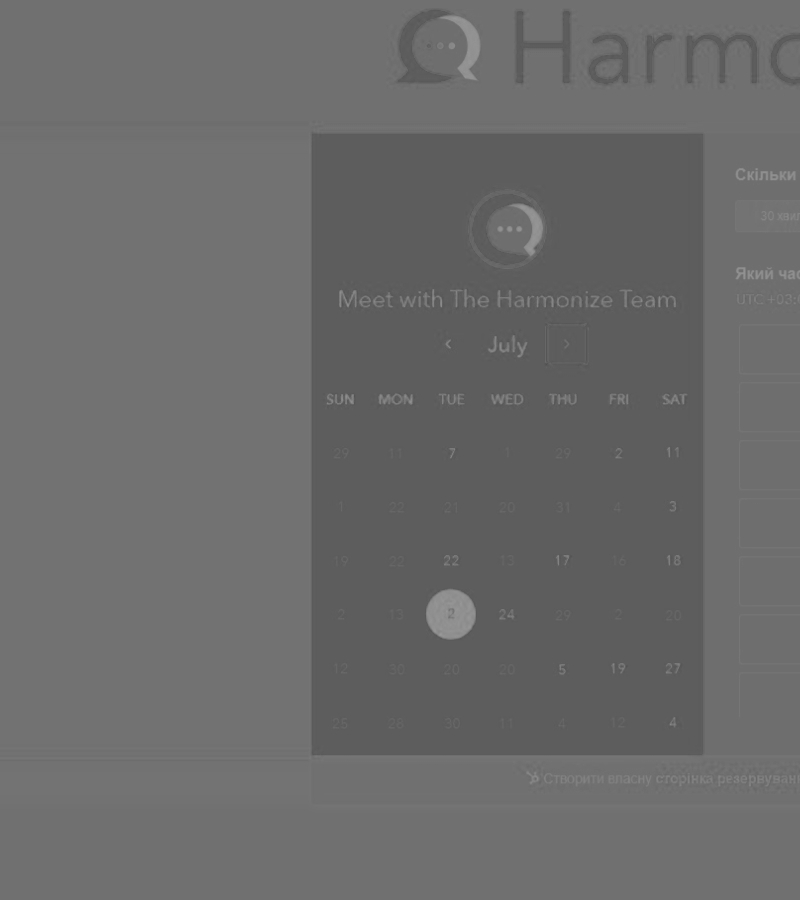 Harmo
Скільки
30 хвил
Meet with The Harmonize Team
Який час
UTC +03:
July
SUN MON TUE WED THU FRI SAT
29 11 7 1 29 2 11
1 22 21 20 31 4 3
19 22 22 13 17 16 18
2 13 2 24 29 2 20
12 30 20 20 5 19 27
25 28 30 11 4 12 4
Створити власну сторінку резервуван